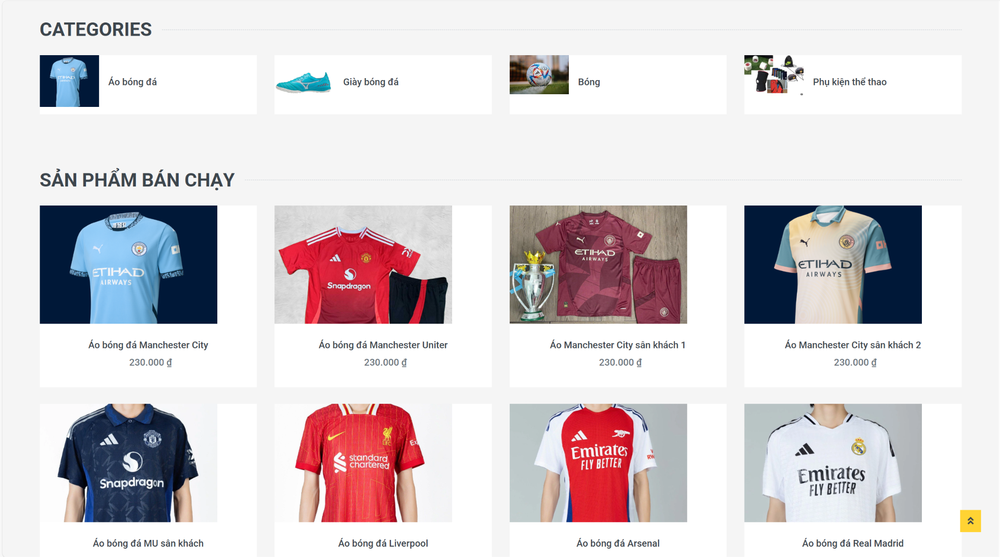 CATEGORIES
ETIHAD
AIRWAYS
Áo bóng đá
Giày bóng đá
Bóng
Phụ kiện thể thao
SẢN PHẨM BÁN CHẠY
ETIHAD
AIRWAYS
Snapdragon
ETIHAD
AIRWAYS
ETIHAD
AIRWAYS
Áo bóng đá Manchester City
230.000 ₫
Áo bóng đá Manchester Uniter
230.000 ₫
Áo Manchester City sân khách 1
230.000 ₫
Áo Manchester City sân khách 2
230.000 ₫
Snapdragon
LFC
Exp
standard
chartered
Emirates
FLY BETTER
Emirates
FLY BETTER
Áo bóng đá MU sân khách
Áo bóng đá Liverpool
Áo bóng đá Arsenal
Áo bóng đá Real Madrid